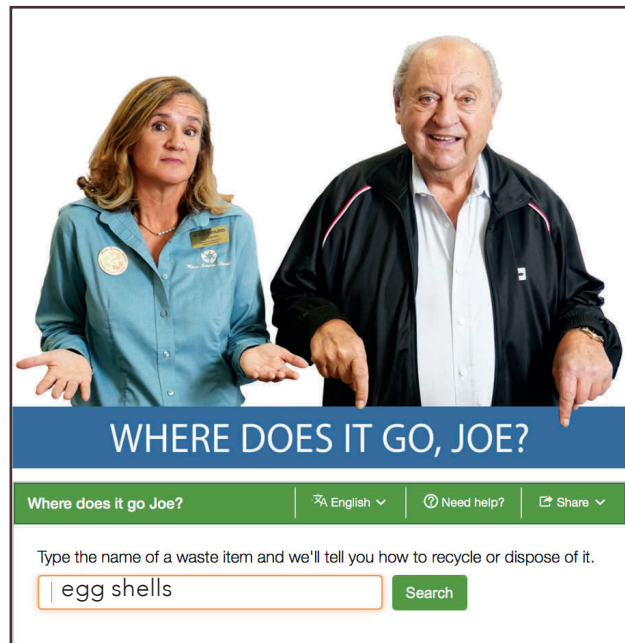 WHERE DOES IT GO, JOE?
Where does it go Joe? English Need help? Share
Type the name of a waste item and we'll tell you how to recycle or dispose of it.
egg shells Search